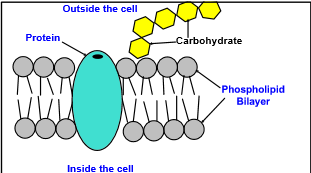 Outside the cell
Protein
Carbohydrate
Phospholipid
Bilayer
Inside the cell